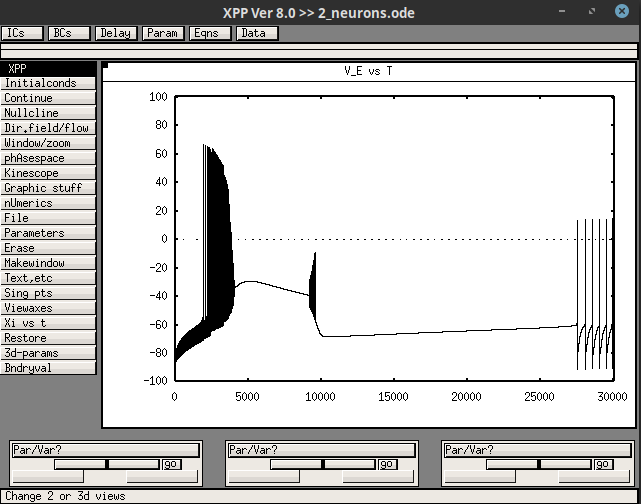 XPP Ver 8.0 >> 2_neurons.ode
ICs BCs Delay Param Eqns Data
XPP
Initialconds
Continue
Nullcline
Dir.field/flow
Window/zoom
phAsespace
Kinescope
Graphic stuff
nUmerics
File
Parameters
Erase
Makewindow
Text,etc
Sing pts
Viewaxes
Xi vs t
Restore
3d-params
Bndryval
V_E vs T
100
80
60
40
20
0
-20
-40
-60
-80
-100
0 5000 10000 15000 20000 25000 30000
Par/Var? Par/Var? Par/Var?
go go go
Change 2 or 3d views